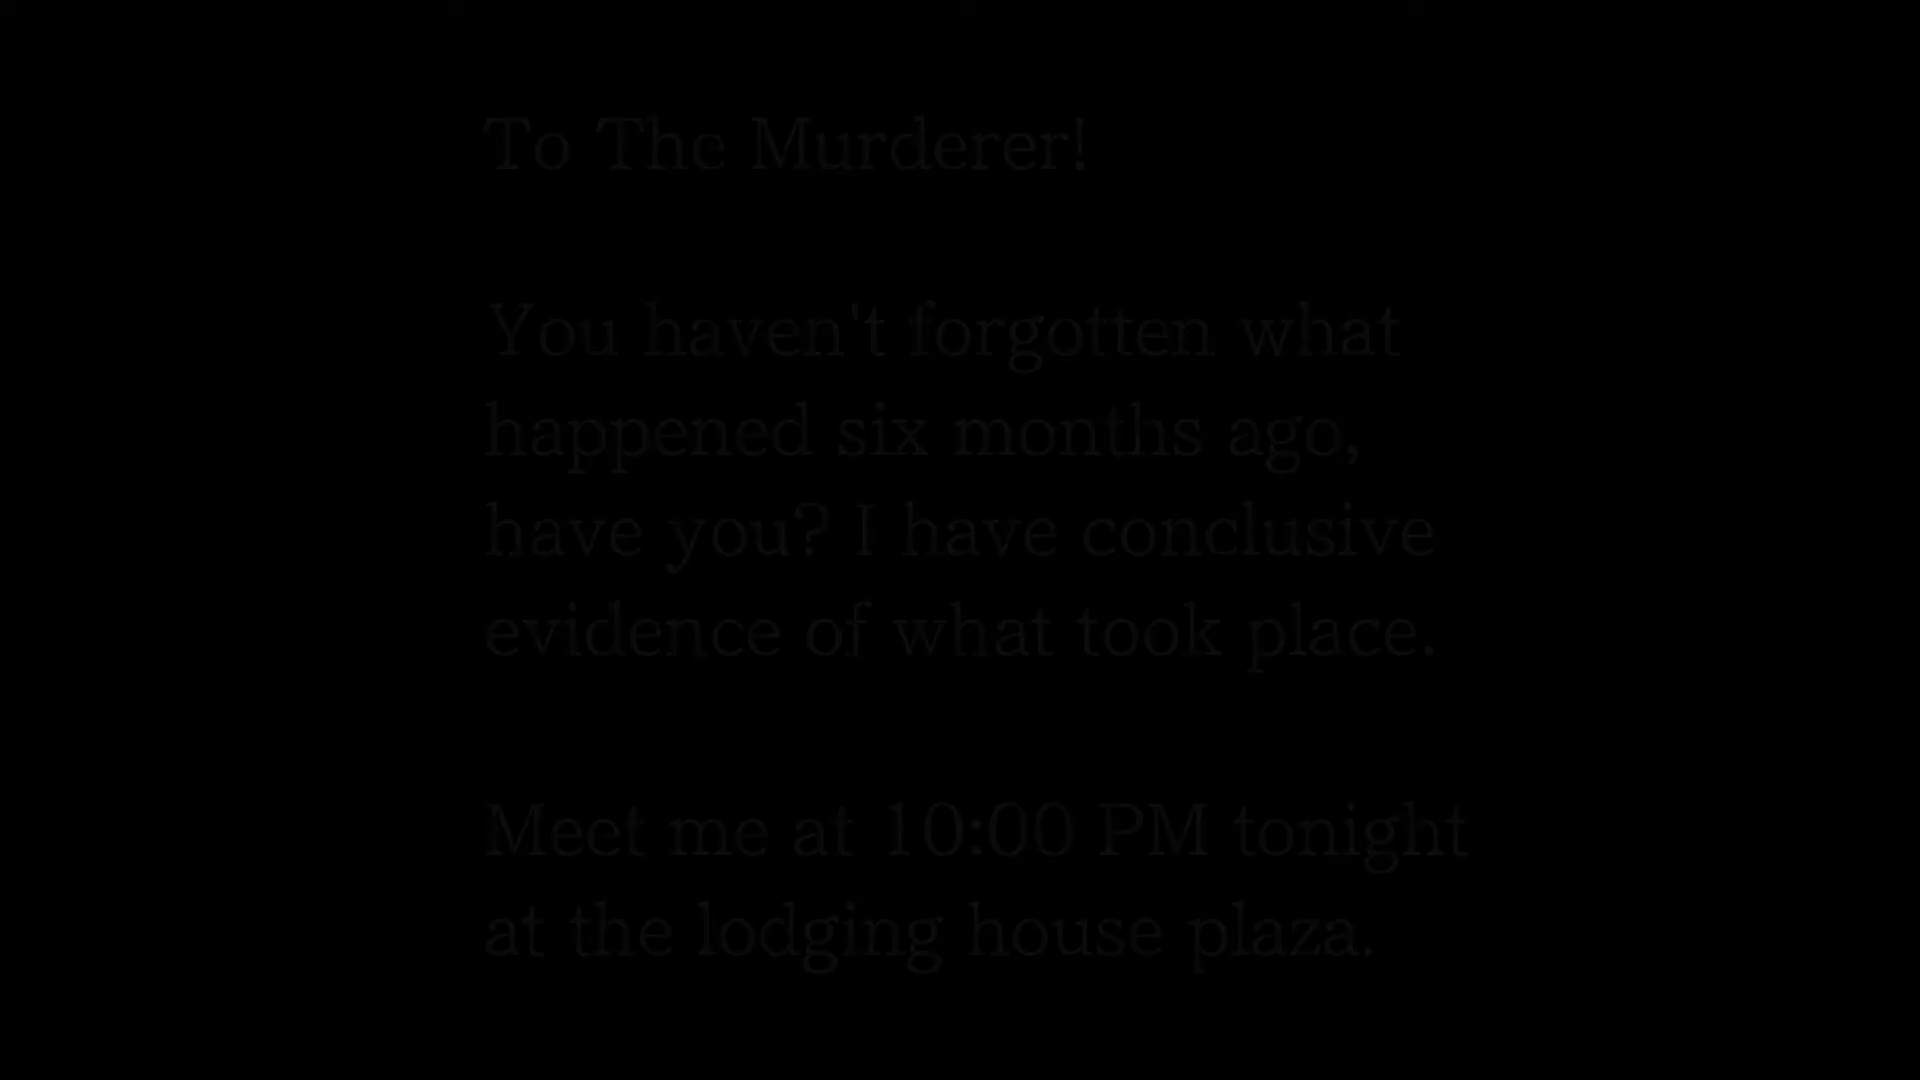 To The Murderer!
You haven't forgotten what
happened six months ago,
have you? I have conclusive
evidence of what took place.
Meet me at 10:00 PM tonight
at the lodging house plaza.